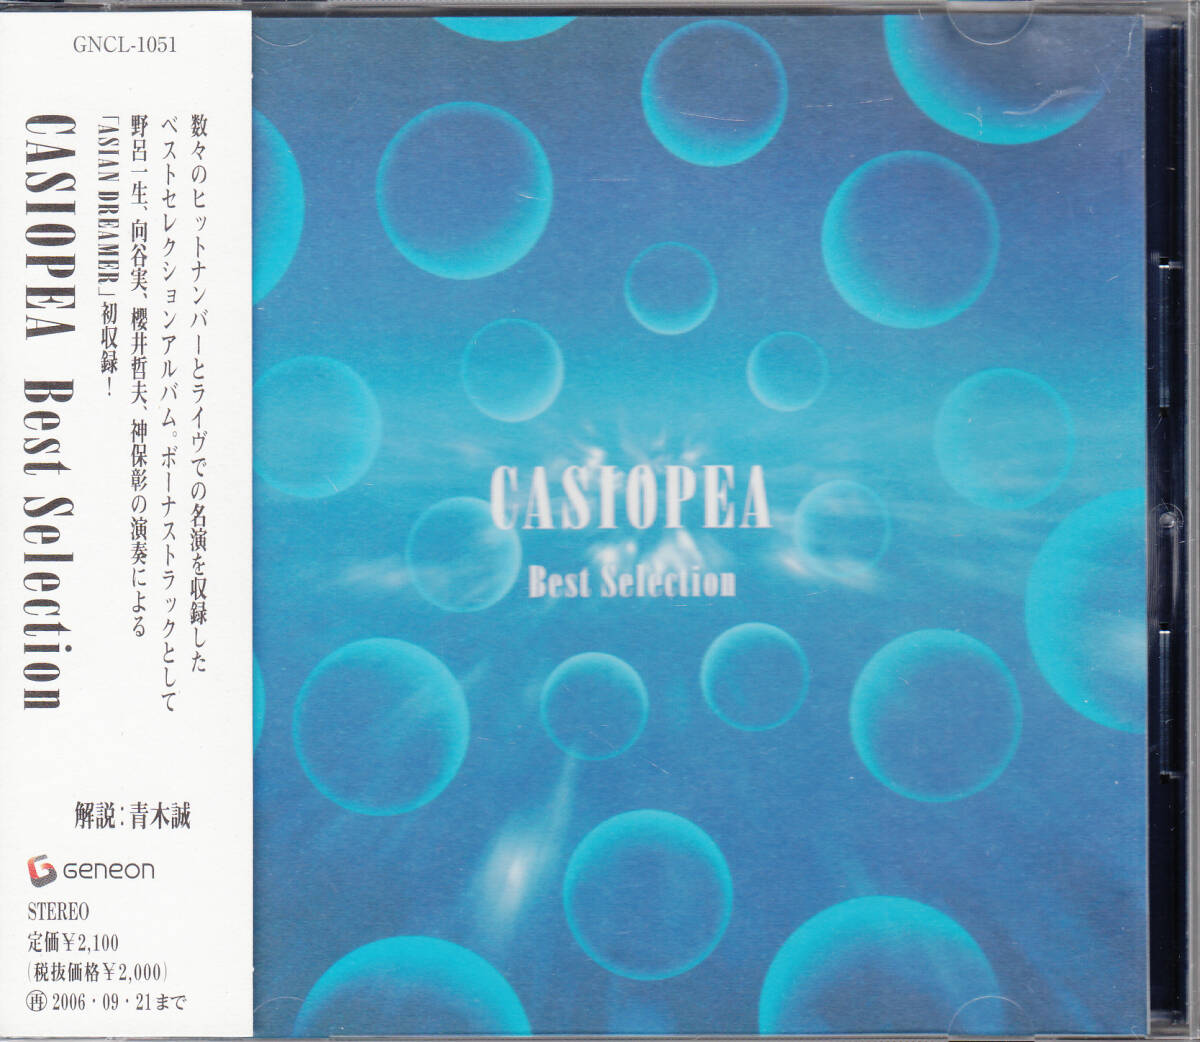 GNCL-1051
CASIOPEA Best Selection
数々のヒットナンバーとライヴでの名演を収録した
ベストセレクションアルバム。ボーナストラックとして
野呂一生、向谷実、櫻井哲夫、神保彰の演奏による
「ASIAN DREAMER」初収録！
解説：青木誠
GENEON
STEREO
定価¥2,100
(税抜価格¥2,000)
再 2006・09・21まで
CASIOPEA
Best Selection